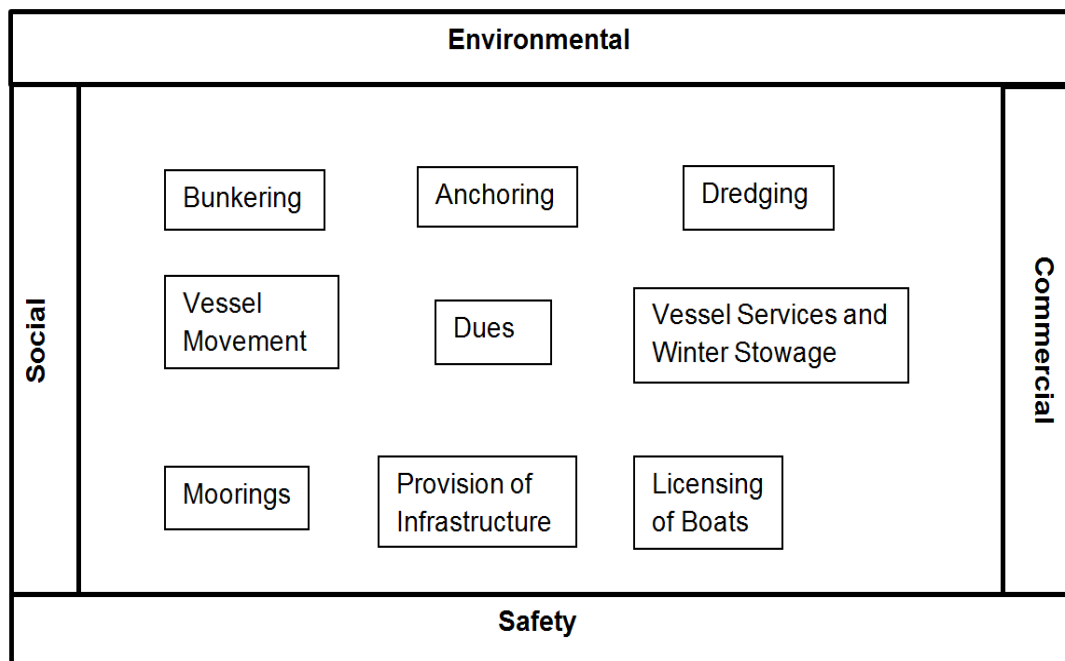 Environmental
Social
Bunkering
Anchoring
Dredging
Vessel
Movement
Dues
Vessel Services and
Winter Stowage
Moorings
Provision of
Infrastructure
Licensing
of Boats
Commercial
Safety